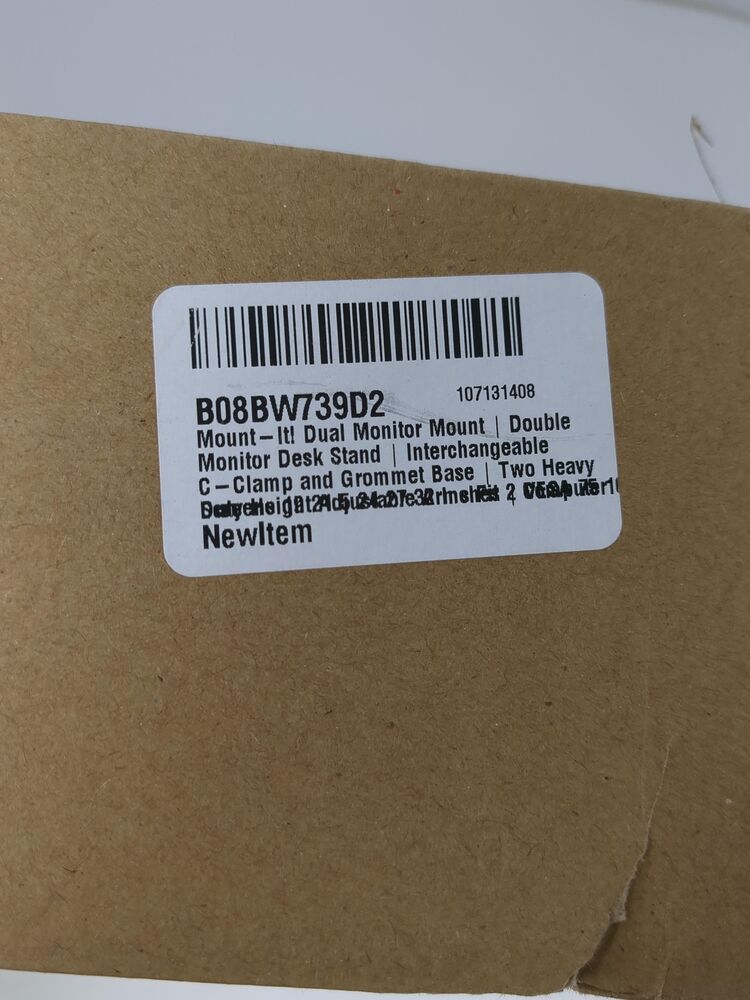 B08BW739D2 107131408
Mount-It! Dual Monitor Mount | Double
Monitor Desk Stand | Interchangeable
C-Clamp and Grommet Base | Two Heavy
NewItem